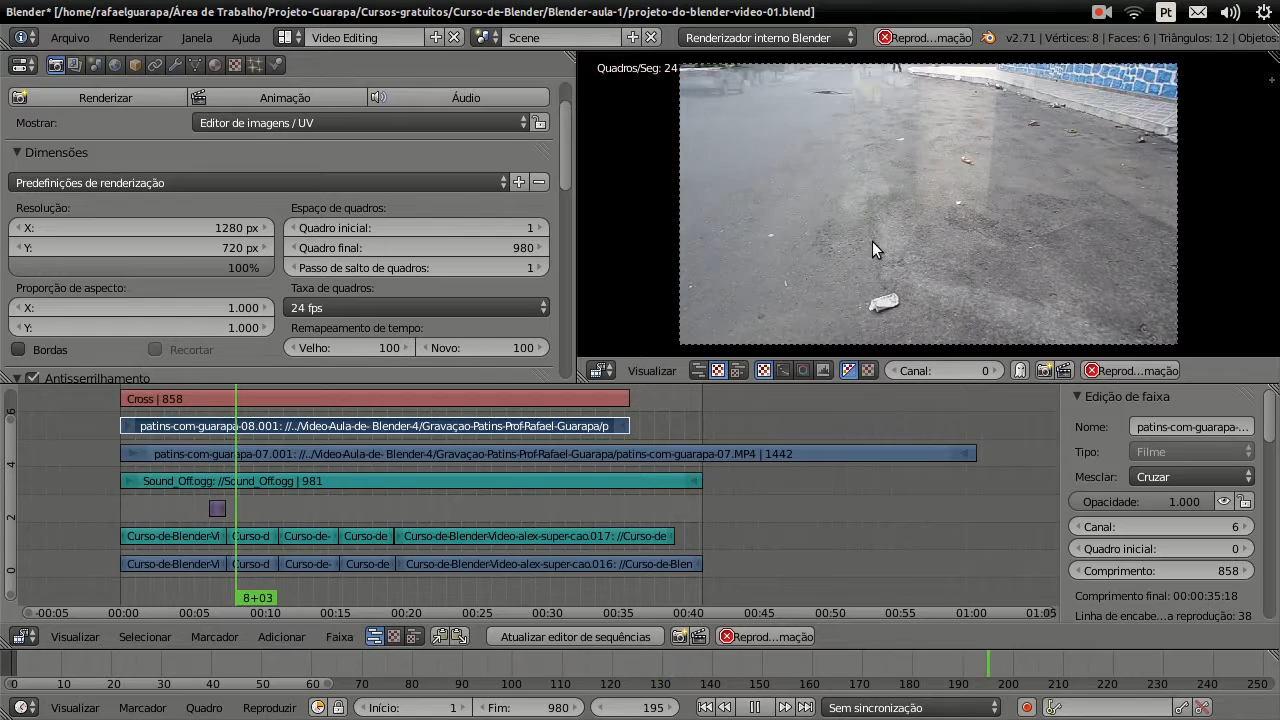 Blender* [/home/rafaelguarapa/Área de Trabalho/Projeto-Guarapa/Cursos-gratuitos/Curso-de-Blender/Blender-aula-1/projeto-do-blender-video-01.blend]
Pt
Arquivo Renderizar Janela Ajuda Video Editing Scene Renderizador interno Blender Reprod...mação v2.71 | Vértices: 8 | Faces: 6 | Triângulos: 12 | Objetos:
Quadros/Seg: 24
Renderizar Animação Áudio
Mostrar: Editor de imagens / UV
Dimensões
Predefinições de renderização
Resolução: Espaço de quadros:
X: 1280 px Quadro inicial: 1
Y: 720 px Quadro final: 980
100% Passo de salto de quadros: 1
Proporção de aspecto: Taxa de quadros:
X: 1.000 24 fps
Y: 1.000 Remapeamento de tempo:
Bordas Recortar Velho: 100 Novo: 100
Antisserrilhamento
Visualizar Canal: 0 Reprod...mação
Cross | 858
patins-com-guarapa-08.001: //../Video-Aula-de- Blender-4/Gravaçao-Patins-Prof-Rafael-Guarapa/p
patins-com-guarapa-07.001: //../Video-Aula-de- Blender-4/Gravaçao-Patins-Prof-Rafael-Guarapa/patins-com-guarapa-07.MP4 | 1442
Sound_Off.ogg: //Sound_Off.ogg | 981
Curso-de-Blender-Vi Curso-d Curso-de- Curso-de Curso-de-Blender-Video-alex-super-cao.017: //Curso-de
Curso-de-Blender-Vi Curso-d Curso-de- Curso-de Curso-de-Blender-Video-alex-super-cao.016: //Curso-de-Blen
6
4
2
0
8+03
-00:05 00:00 00:05 00:10 00:15 00:20 00:25 00:30 00:35 00:40 00:45 00:50 00:55 01:00 01:05
Edição de faixa
Nome: patins-com-guarapa-...
Tipo: Filme
Mesclar: Cruzar
Opacidade: 1.000
Canal: 6
Quadro inicial: 0
Comprimento: 858
Comprimento final: 00:00:35:18
Linha de encabe...a reprodução: 38
Visualizar Selecionar Marcador Adicionar Faixa Atualizar editor de sequências Reprod...mação
0 10 20 30 40 50 60 70 80 90 100 110 120 130 140 150 160 170 180 190 200 210 220 230 240 250
Visualizar Marcador Quadro Reproduzir Início: 1 Fim: 980 195 Sem sincronização